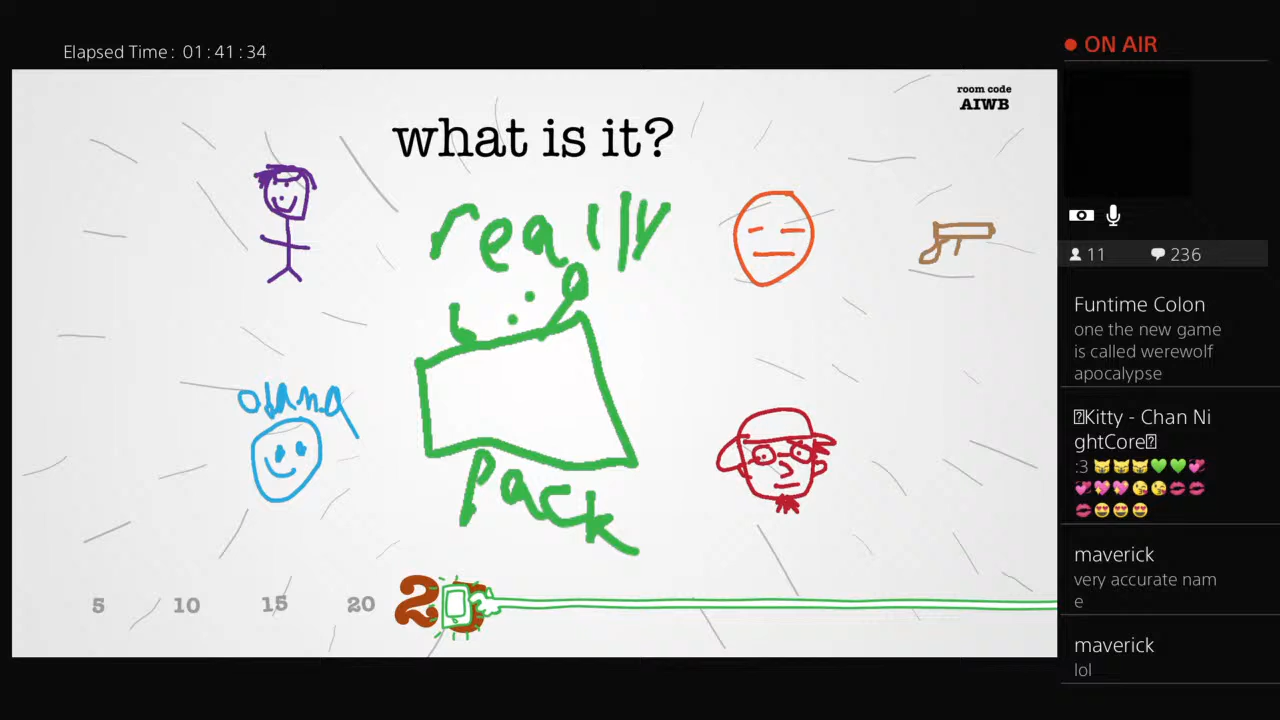 Elapsed Time: 01:41:34
ON AIR
room code
AIWB
what is it?
really
pack
5 10 15 20
11 236
Funtime Colon
one the new game
is called werewolf
apocalypse
Kitty - Chan Ni
ghtCore
:3 😸😸😸💚💚💞
💞💖💖😘😘💋💋
💋😍😍😍
maverick
very accurate nam
e
maverick
lol